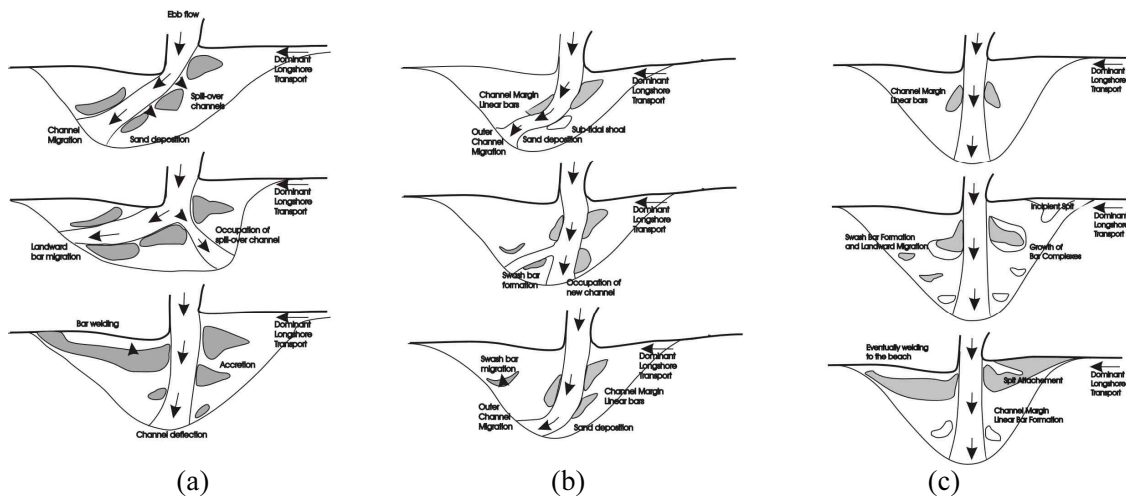 Ebb flow
Dominant
Longshore
Transport
Spill-over
channels
Channel
Migration
Sand deposition
Dominant
Longshore
Transport
Occupation of
spill-over channel
Landward
bar migration
Bar welding
Dominant
Longshore
Transport
Accretion
Channel deflection
(a)
Dominant
Longshore
Transport
Channel Margin
Linear bars
Sub-tidal shoal
Outer
Channel
Migration
Sand deposition
Dominant
Longshore
Transport
Swash bar
formation
Occupation of
new channel
Swash bar
migration
Dominant
Longshore
Transport
Channel Margin
Linear bars
Outer
Channel
Migration
Sand deposition
(b)
Dominant
Longshore
Transport
Channel Margin
Linear bars
Incipient Spit
Dominant
Longshore
Transport
Swash Bar Formation
and Landward Migration
Growth of
Bar Complexes
Eventually welding
to the beach
Spit Attachement
Dominant
Longshore
Transport
Channel Margin
Linear Bar Formation
(c)